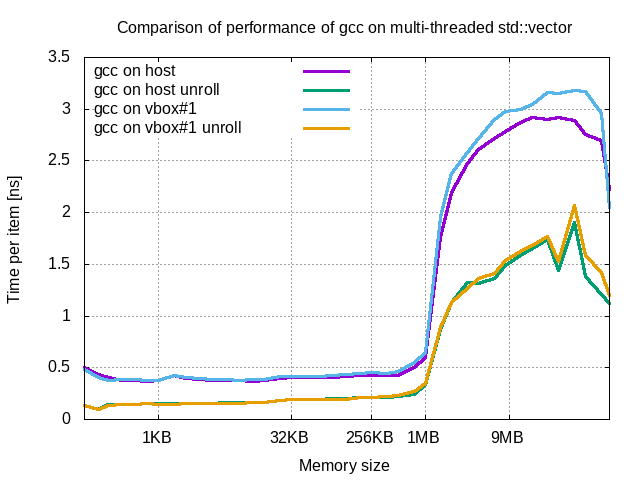 Comparison of performance of gcc on multi-threaded std::vector
Time per item [ns]
3.5
3
2.5
2
1.5
1
0.5
0
gcc on host
gcc on host unroll
gcc on vbox#1
gcc on vbox#1 unroll
1KB 32KB 256KB 1MB 9MB
Memory size